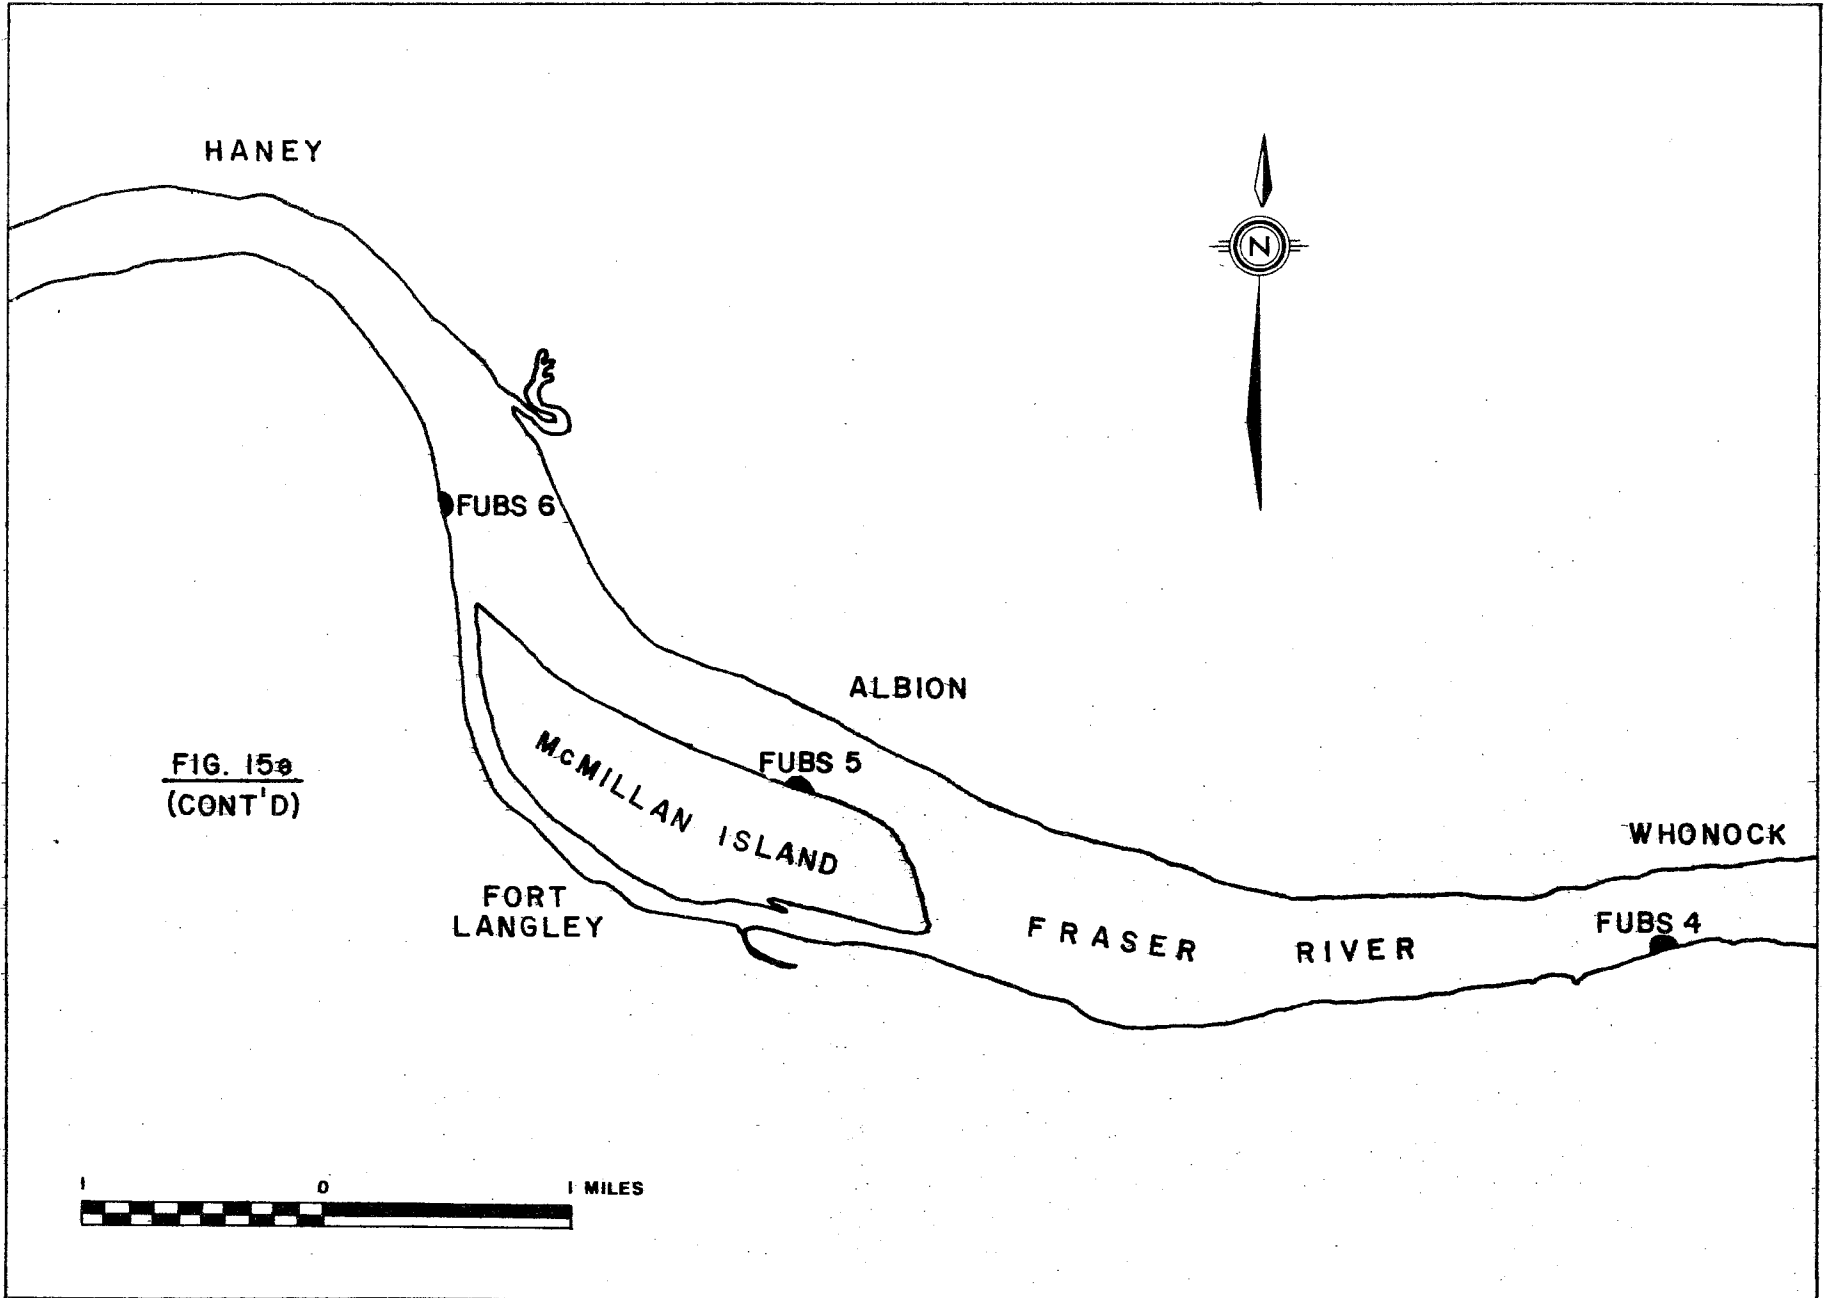 HANEY
N
FUBS 6
ALBION
FIG. 15e
(CONT'D)
FUBS 5
McMILLAN ISLAND
WHONOCK
FORT
LANGLEY
FRASER RIVER
FUBS 4
1 0 1 MILES